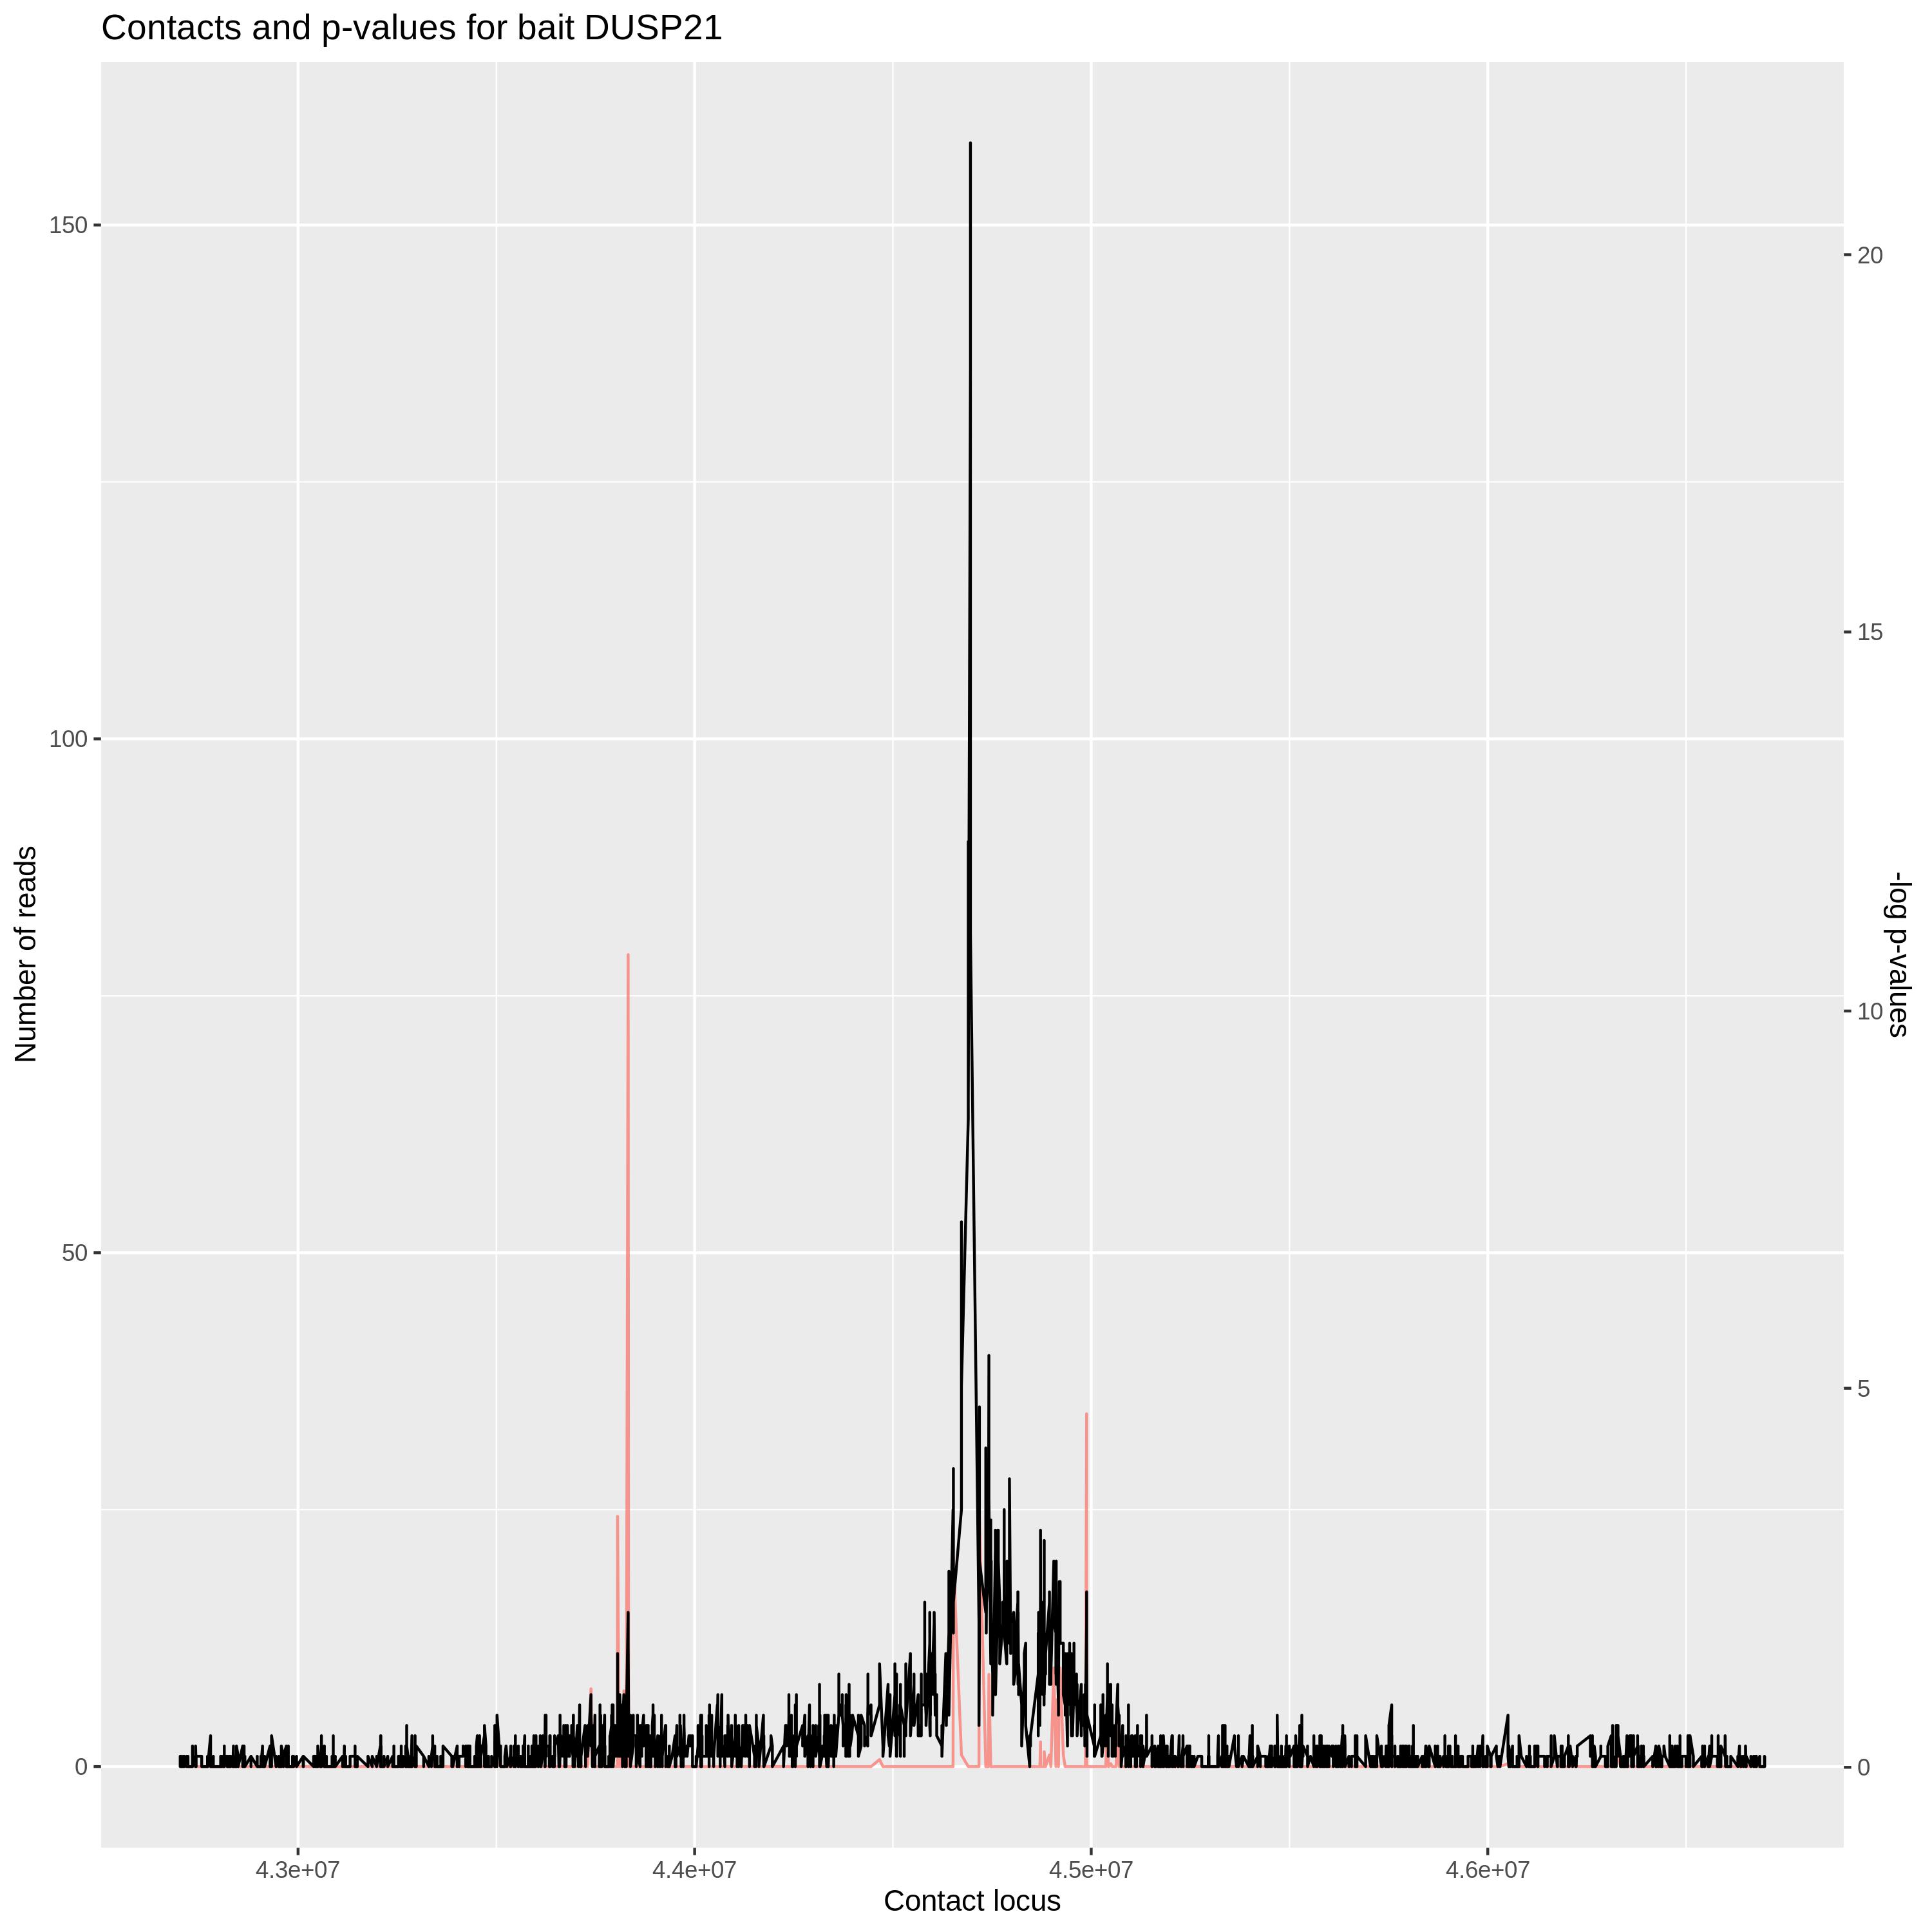 Contacts and p-values for bait DUSP21
Number of reads
150
100
50
0
20
15
10
5
0
-log p-values
4.3e+07
4.4e+07
4.5e+07
4.6e+07
Contact locus